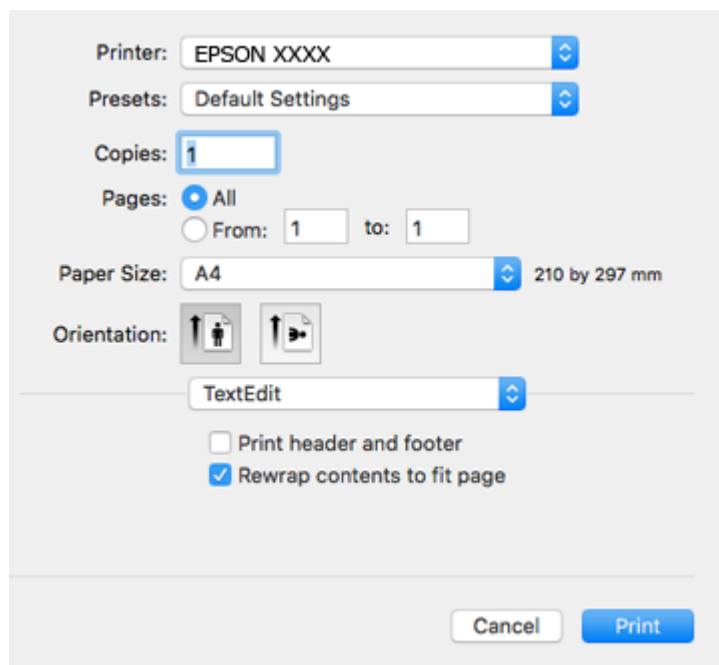 Printer: EPSON XXXX
Presets: Default Settings
Copies: 1
Pages: All
From: 1 to: 1
Paper Size: A4 210 by 297 mm
Orientation:
TextEdit
Print header and footer
Rewrap contents to fit page
Cancel Print